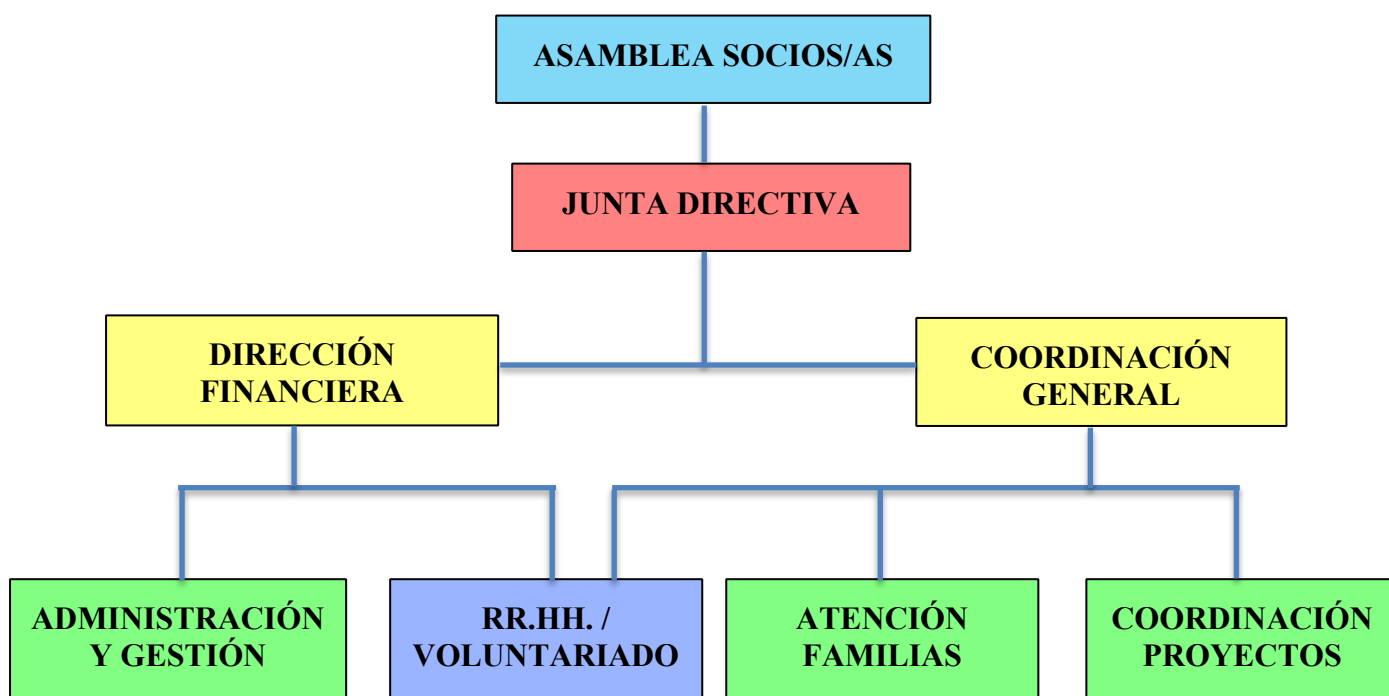 ASAMBLEA SOCIOS/AS
JUNTA DIRECTIVA
DIRECCIÓN
FINANCIERA
COORDINACIÓN
GENERAL
ADMINISTRACIÓN
Y GESTIÓN
RR.HH. /
VOLUNTARIADO
ATENCIÓN
FAMILIAS
COORDINACIÓN
PROYECTOS